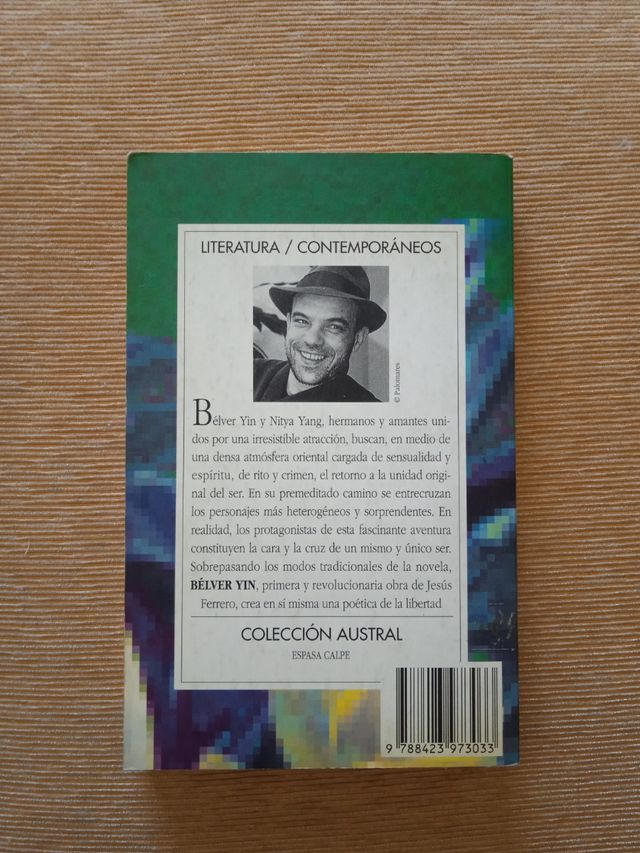 LITERATURA / CONTEMPORÁNEOS
© Palomares
Bélver Yin y Nitya Yang, hermanos y amantes uni-
dos por una irresistible atracción, buscan, en medio de
una densa atmósfera oriental cargada de sensualidad y
espíritu, de rito y crimen, el retorno a la unidad origi-
nal del ser. En su premeditado camino se entrecruzan
los personajes más heterogéneos y sorprendentes. En
realidad, los protagonistas de esta fascinante aventura
constituyen la cara y la cruz de un mismo y único ser.
Sobrepasando los modos tradicionales de la novela,
BÉLVER YIN, primera y revolucionaria obra de Jesús
Ferrero, crea en sí misma una poética de la libertad
COLECCIÓN AUSTRAL
ESPASA CALPE
9 788423 973033